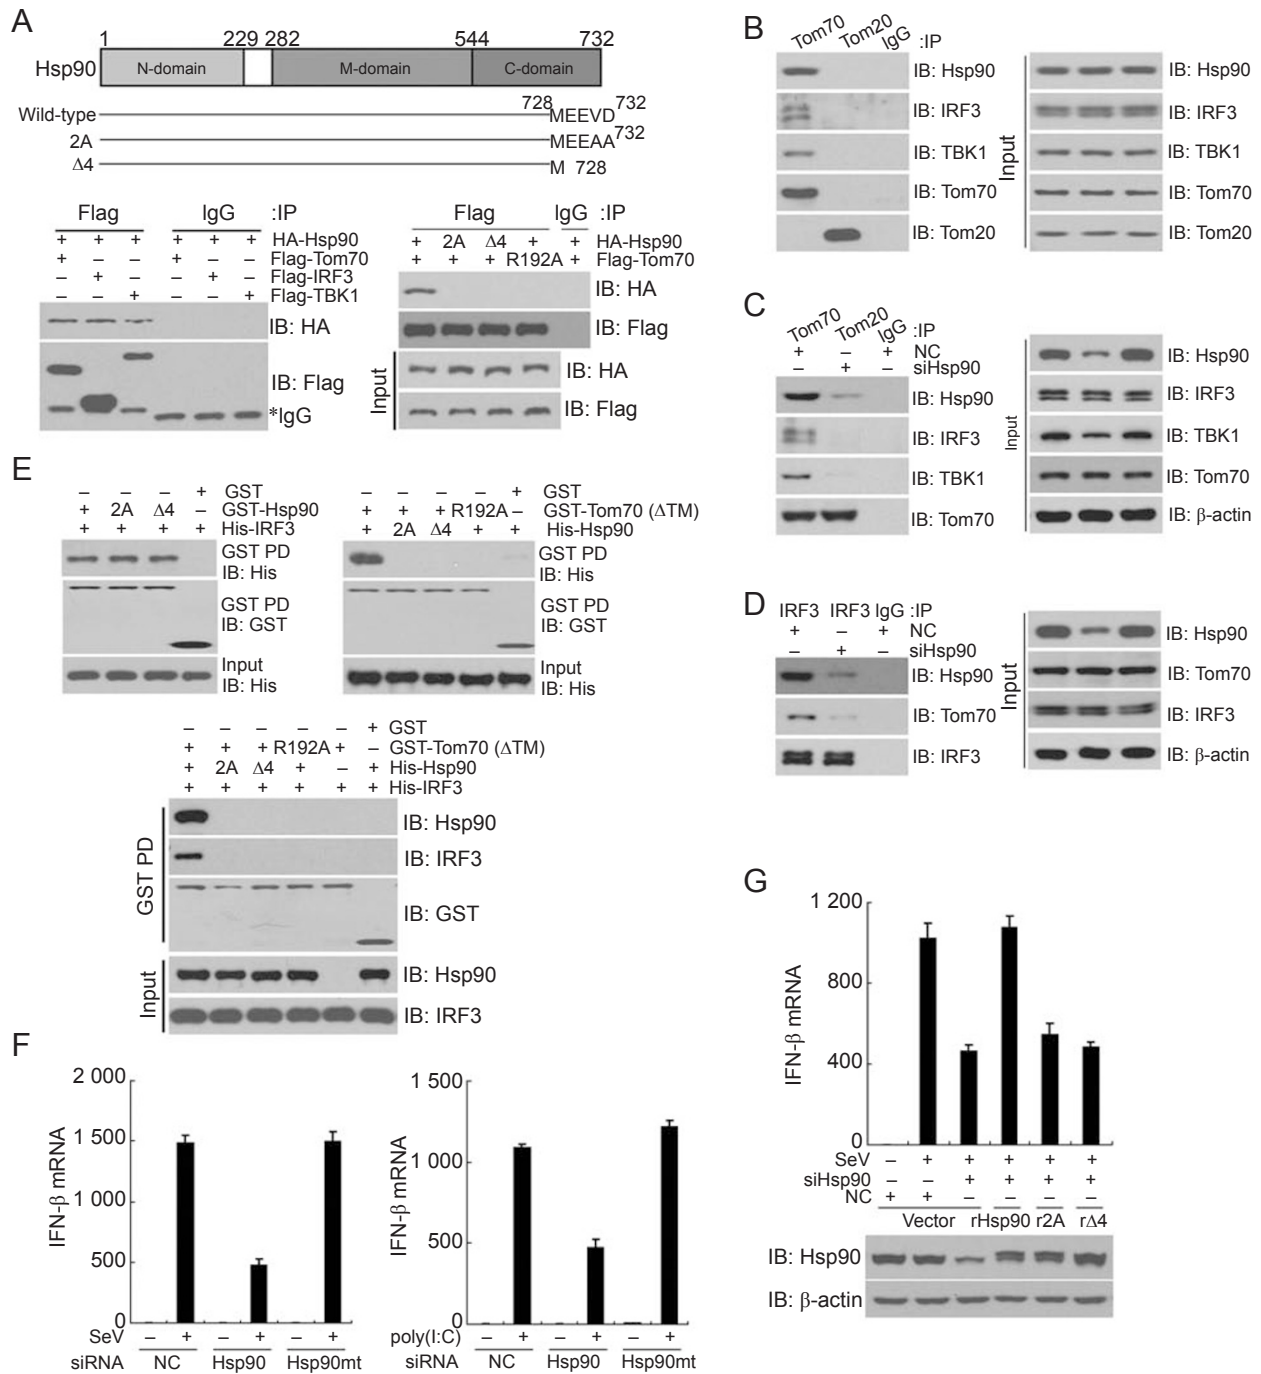 A
1 229 282 544 732
Hsp90 N-domain M-domain C-domain
Wild-type 728 MEEVD 732
2A MEEAA 732
Δ4 M 728
Flag IgG :IP
+ + + + + + HA-Hsp90
+ – – + – – Flag-Tom70
– + – – + – Flag-IRF3
– – + – – + Flag-TBK1
IB: HA
IB: Flag
*IgG
Flag IgG :IP
+ 2A Δ4 + + HA-Hsp90
+ + + R192A + Flag-Tom70
IB: HA
IB: Flag
Input
IB: HA
IB: Flag
B
Tom70 Tom20 IgG :IP
IB: Hsp90
IB: IRF3
IB: TBK1
IB: Tom70
IB: Tom20
Input
IB: Hsp90
IB: IRF3
IB: TBK1
IB: Tom70
IB: Tom20
C
Tom70 Tom20 IgG :IP
+ – + NC
– + – siHsp90
IB: Hsp90
IB: IRF3
IB: TBK1
IB: Tom70
Input
IB: Hsp90
IB: IRF3
IB: TBK1
IB: Tom70
IB: β-actin
D
IRF3 IRF3 IgG :IP
+ – + NC
– + – siHsp90
IB: Hsp90
IB: Tom70
IB: IRF3
Input
IB: Hsp90
IB: Tom70
IB: IRF3
IB: β-actin
E
– – – + GST
+ 2A Δ4 – GST-Hsp90
+ + + + His-IRF3
GST PD
IB: His
GST PD
IB: GST
Input
IB: His
– – – – + GST
+ + + R192A – GST-Tom70 (ΔTM)
+ 2A Δ4 + + His-Hsp90
GST PD
IB: His
GST PD
IB: GST
Input
IB: His
– – – – – + GST
+ + + R192A + – GST-Tom70 (ΔTM)
+ 2A Δ4 + – + His-Hsp90
+ + + + + + His-IRF3
GST PD
IB: Hsp90
IB: IRF3
IB: GST
Input
IB: Hsp90
IB: IRF3
F
IFN-β mRNA
2 000
1 500
1 000
500
0
SeV – + – + – +
siRNA NC Hsp90 Hsp90mt
IFN-β mRNA
1 500
1 000
500
0
poly(I:C) – + – + – +
siRNA NC Hsp90 Hsp90mt
G
IFN-β mRNA
1 200
800
400
0
SeV – + + + + +
siHsp90 – – + + + +
NC + + – – – –
Vector rHsp90 r2A rΔ4
IB: Hsp90
IB: β-actin